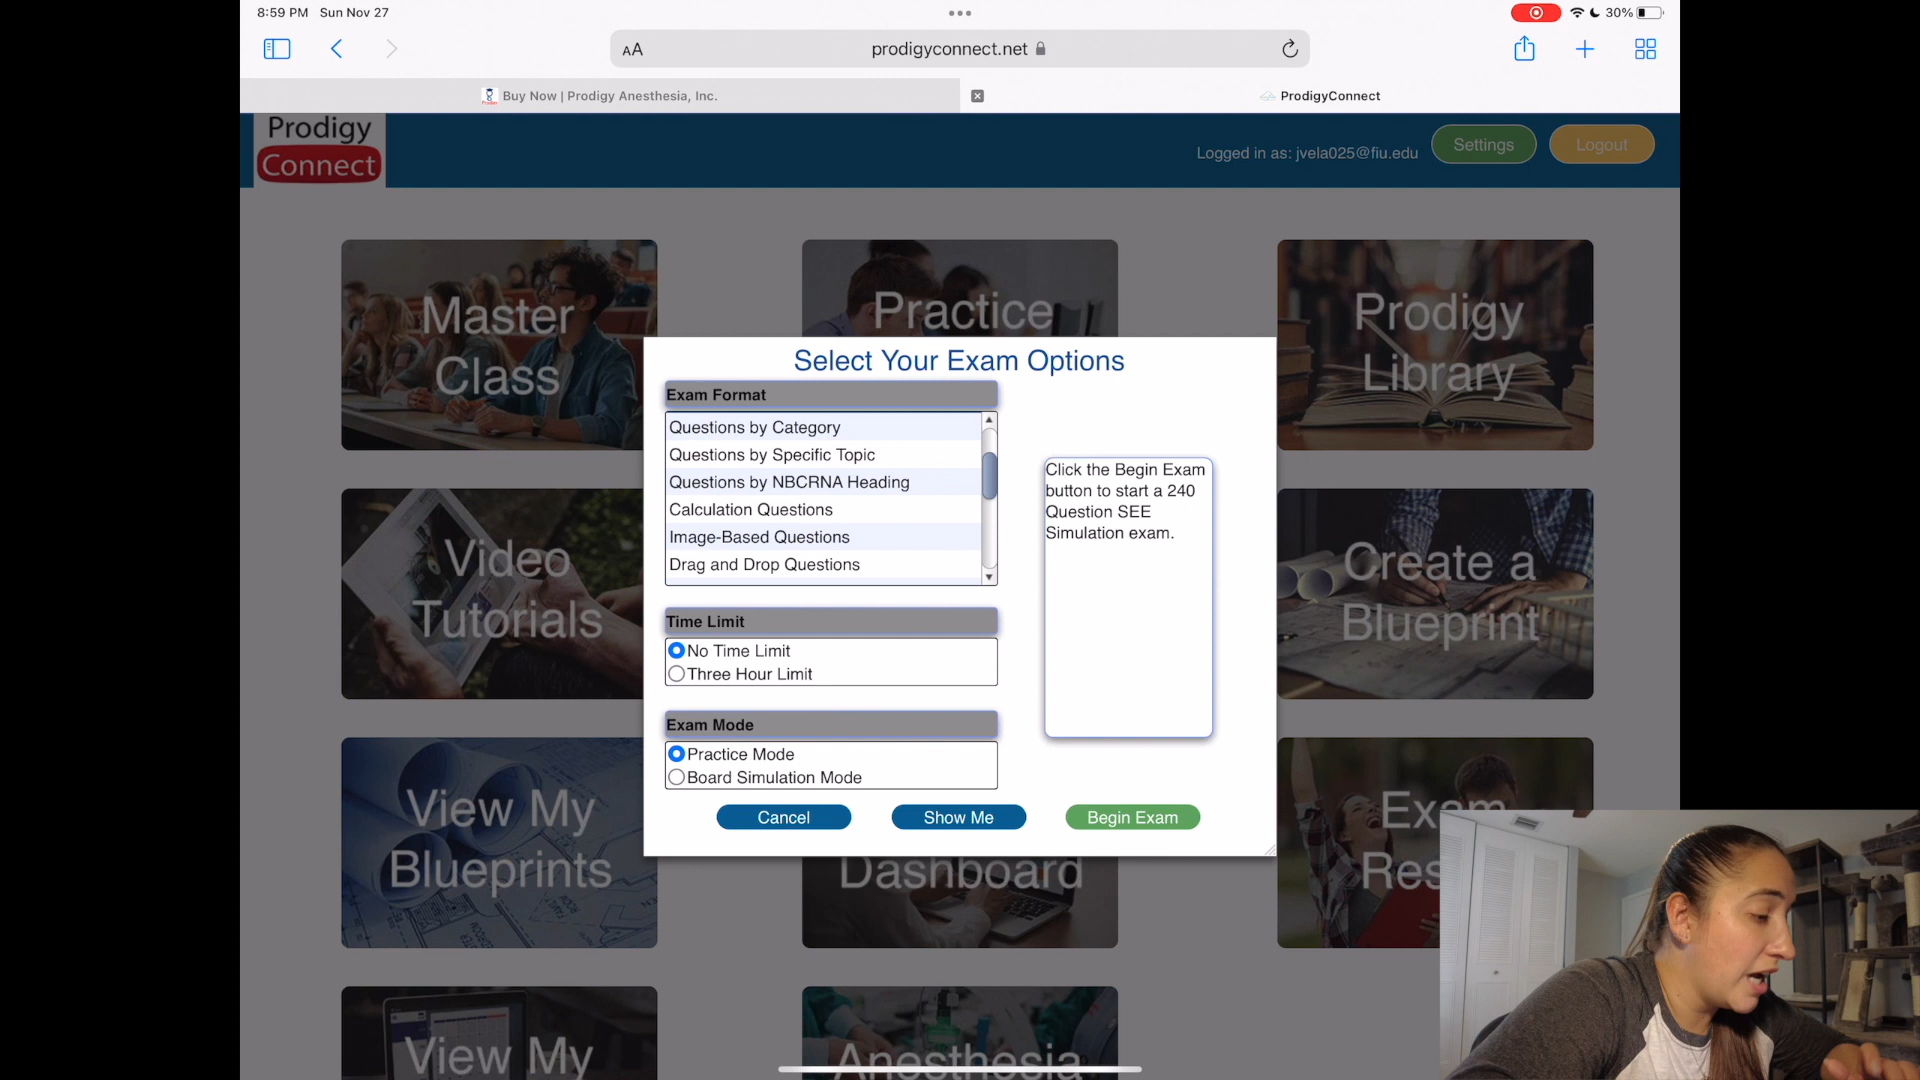 8:59 PM Sun Nov 27
30%
AA
prodigyconnect.net
Buy Now | Prodigy Anesthesia, Inc.
ProdigyConnect
Prodigy
Connect
Logged in as: jvela025@fiu.edu
Settings
Logout
Master
Class
Practice
Prodigy
Library
Select Your Exam Options
Exam Format
Questions by Category
Questions by Specific Topic
Questions by NBCRNA Heading
Calculation Questions
Image-Based Questions
Drag and Drop Questions
Click the Begin Exam
button to start a 240
Question SEE
Simulation exam.
Time Limit
No Time Limit
Three Hour Limit
Exam Mode
Practice Mode
Board Simulation Mode
Cancel
Show Me
Begin Exam
Video
Tutorials
Create a
Blueprint
View My
Blueprints
Dashboard
Exam
Res
View My
Anesthesia